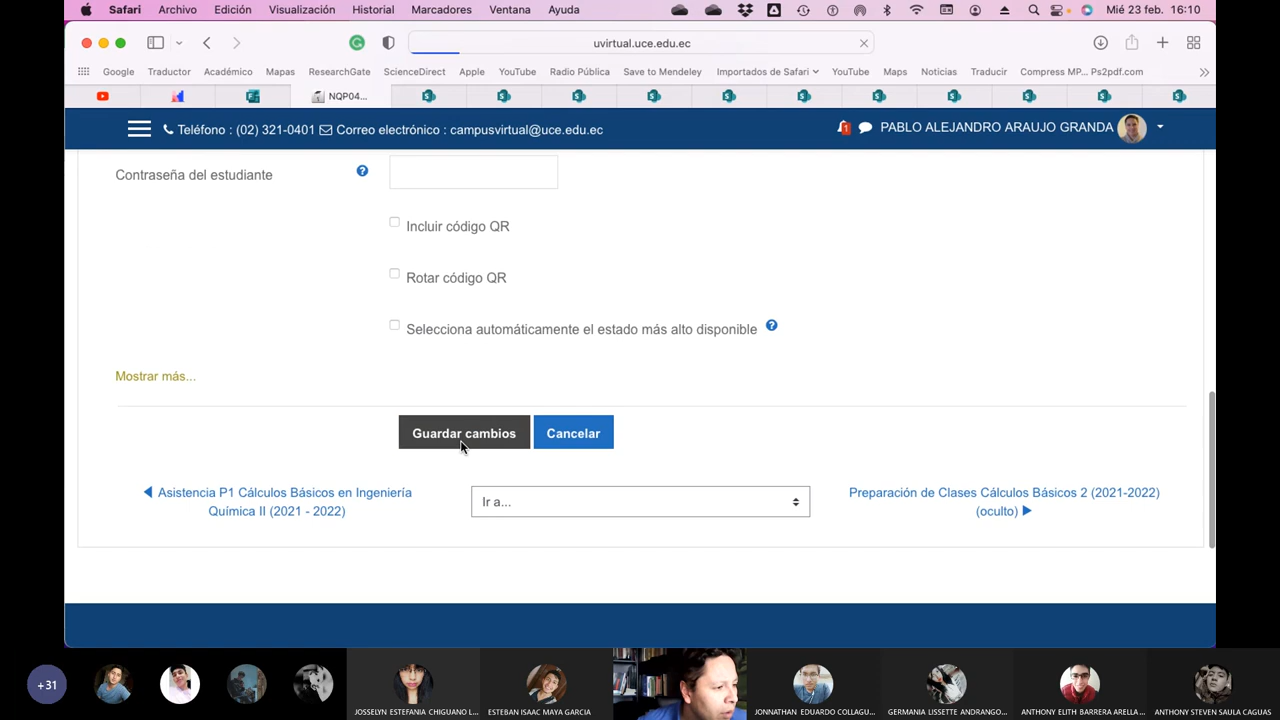 Safari Archivo Edición Visualización Historial Marcadores Ventana Ayuda Mié 23 feb. 16:10
uvirtual.uce.edu.ec
Google Traductor Académico Mapas ResearchGate ScienceDirect Apple YouTube Radio Pública Save to Mendeley Importados de Safari YouTube Maps Noticias Traducir Compress MP... Ps2pdf.com
NQP04...
Teléfono : (02) 321-0401 Correo electrónico : campusvirtual@uce.edu.ec 1 PABLO ALEJANDRO ARAUJO GRANDA
Contraseña del estudiante
Incluir código QR
Rotar código QR
Selecciona automáticamente el estado más alto disponible
Mostrar más...
Guardar cambios Cancelar
Asistencia P1 Cálculos Básicos en Ingeniería
Química II (2021 - 2022)
Ir a...
Preparación de Clases Cálculos Básicos 2 (2021-2022)
(oculto)
+31
JOSSELYN ESTEFANIA CHIGUANO L... ESTEBAN ISAAC MAYA GARCIA JONNATHAN EDUARDO COLLAGU... GERMANIA LISSETTE ANDRANGO... ANTHONY ELITH BARRERA ARELLA... ANTHONY STEVEN SAULA CAGUAS